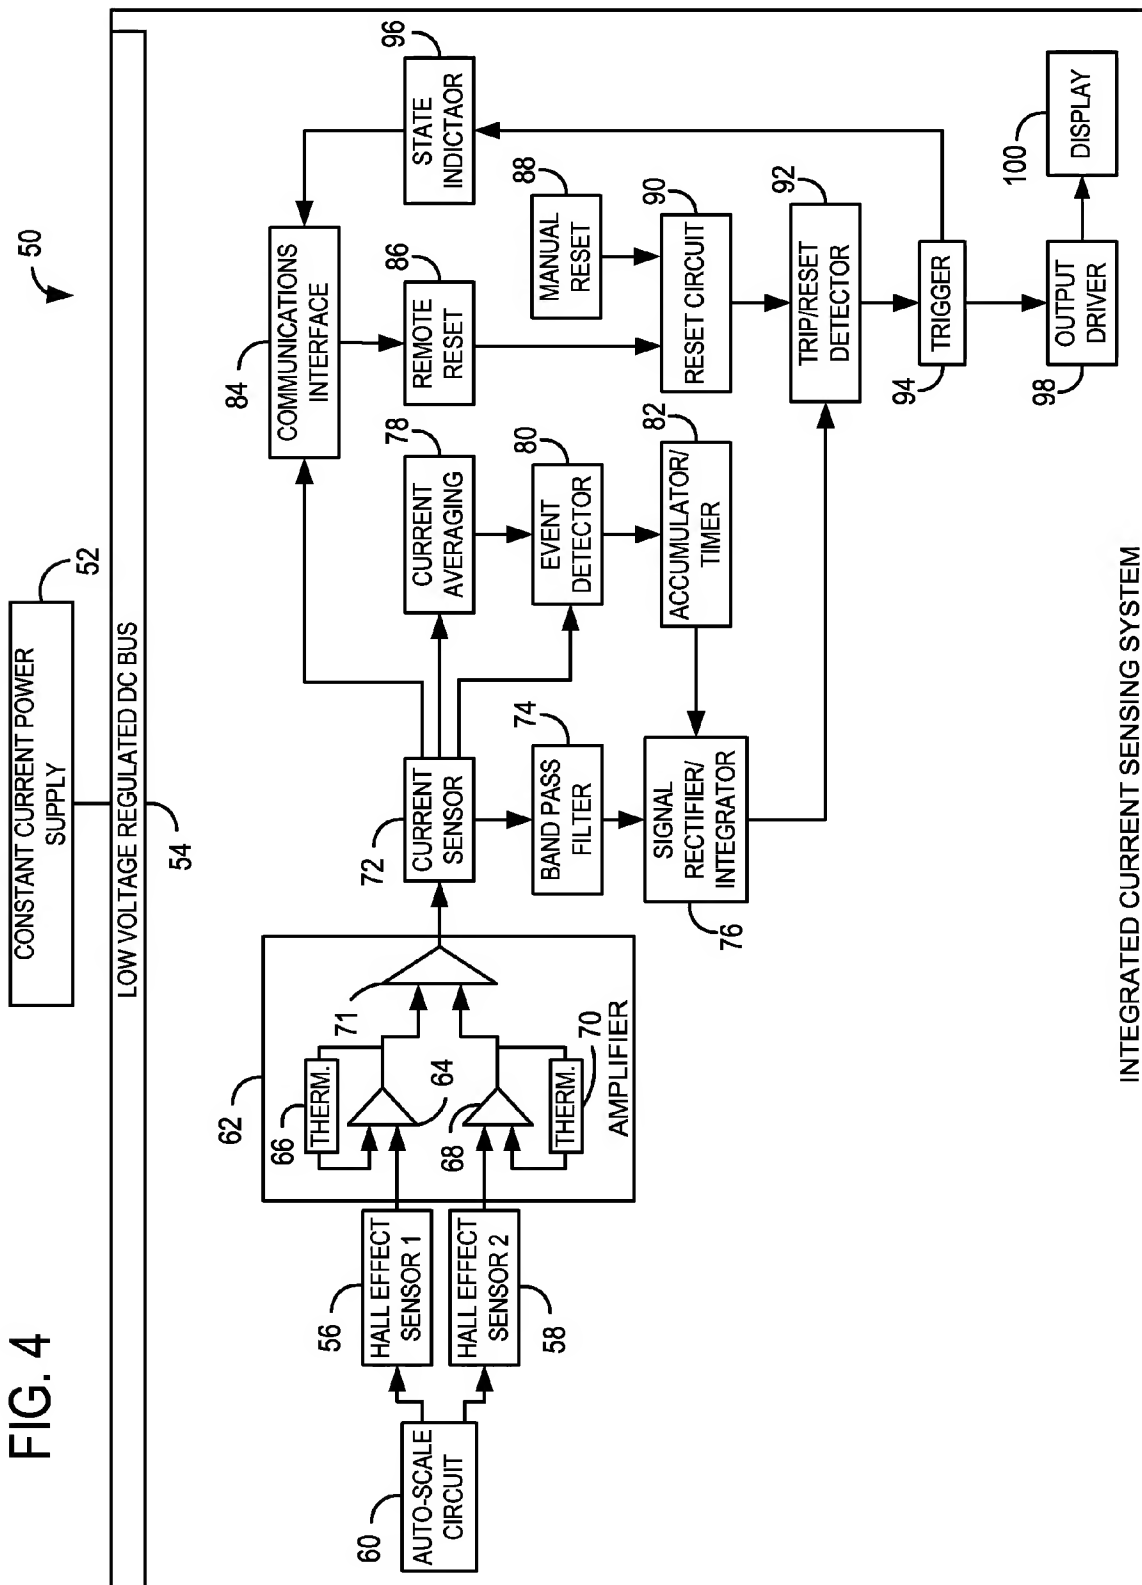 FIG. 4
50
CONSTANT CURRENT POWER
SUPPLY
52
LOW VOLTAGE REGULATED DC BUS
54
60
AUTO-SCALE
CIRCUIT
56
HALL EFFECT
SENSOR 1
HALL EFFECT
SENSOR 2
58
62
66
THERM.
64
71
68
THERM.
70
AMPLIFIER
72
CURRENT
SENSOR
BAND PASS
FILTER
74
SIGNAL
RECTIFIER/
INTEGRATOR
76
78
CURRENT
AVERAGING
80
EVENT
DETECTOR
82
ACCUMULATOR/
TIMER
84
COMMUNICATIONS
INTERFACE
86
REMOTE
RESET
88
MANUAL
RESET
90
RESET CIRCUIT
92
TRIP/RESET
DETECTOR
TRIGGER
94
96
STATE
INDICTAOR
OUTPUT
DRIVER
98
100
DISPLAY
INTEGRATED CURRENT SENSING SYSTEM